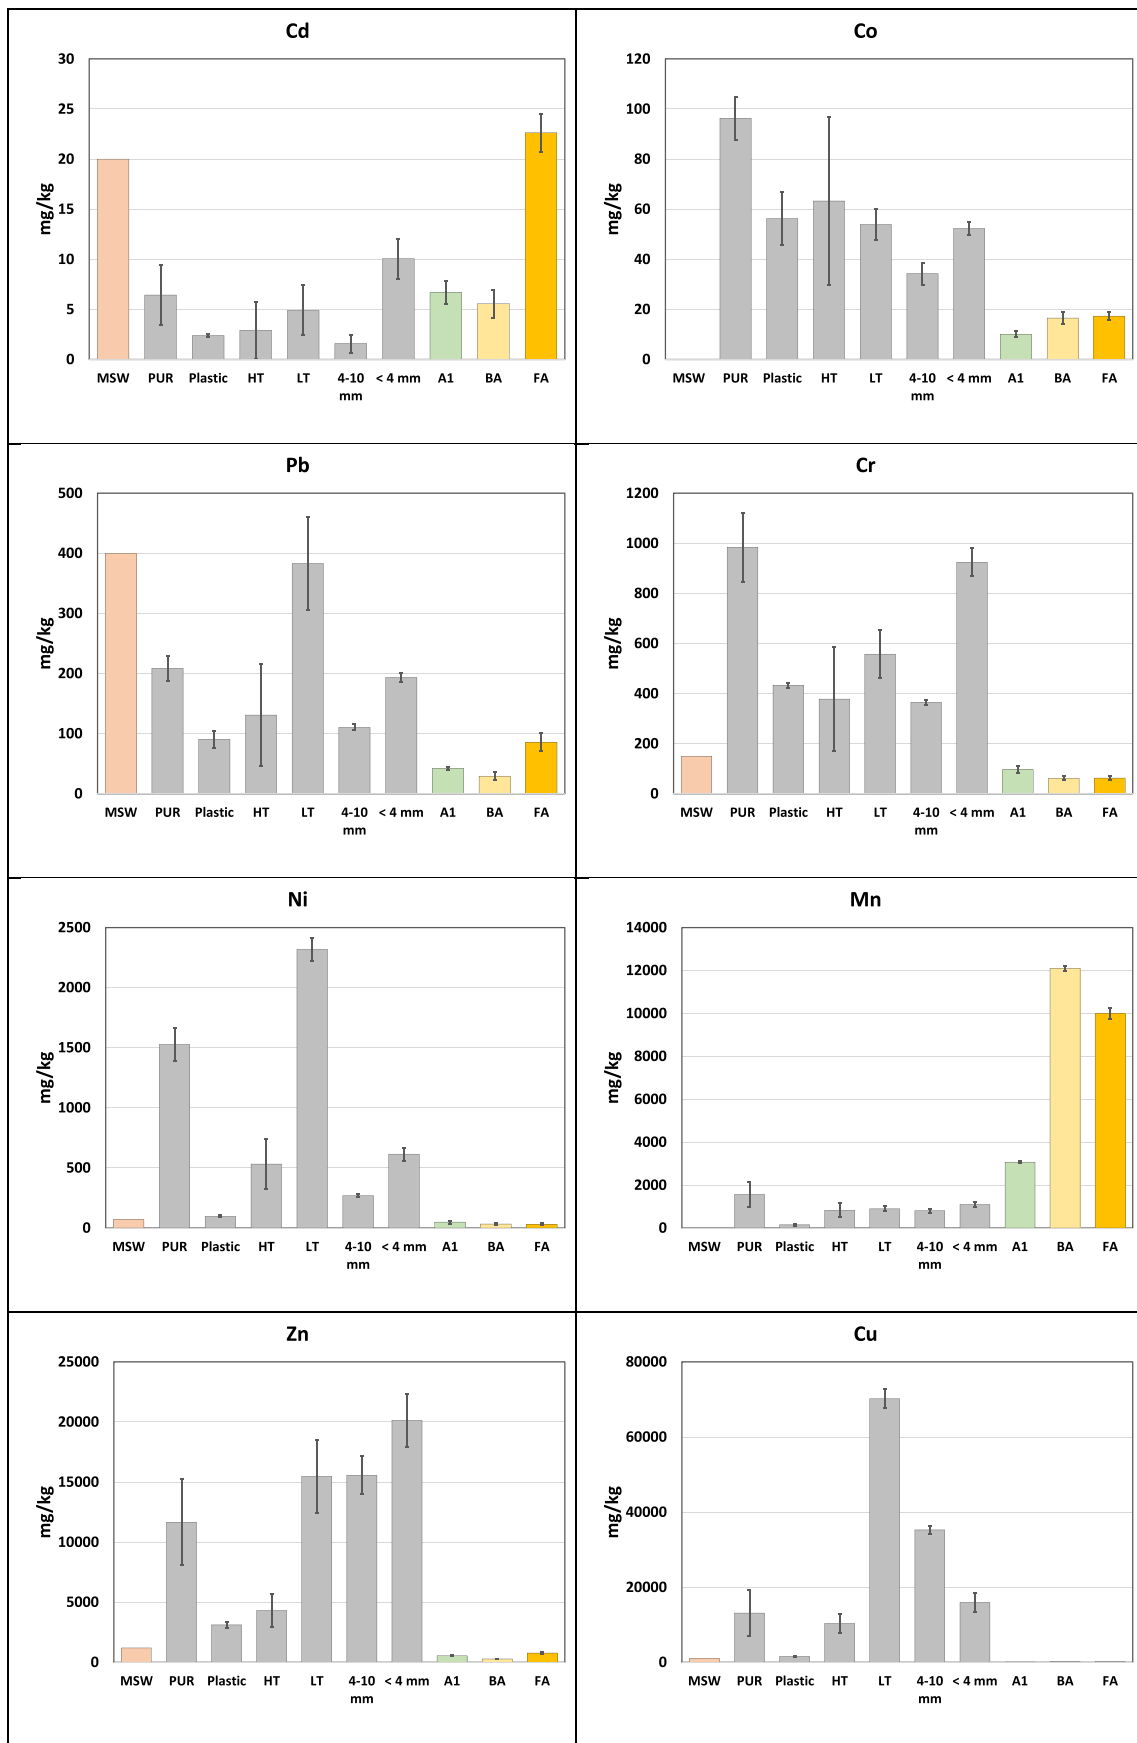 Cd
30
25
20
15
10
5
0
mg/kg
MSW PUR Plastic HT LT 4-10 < 4 mm A1 BA FA
mm
Co
120
100
80
60
40
20
0
mg/kg
MSW PUR Plastic HT LT 4-10 < 4 mm A1 BA FA
mm
Pb
500
400
300
200
100
0
mg/kg
MSW PUR Plastic HT LT 4-10 < 4 mm A1 BA FA
mm
Cr
1200
1000
800
600
400
200
0
mg/kg
MSW PUR Plastic HT LT 4-10 < 4 mm A1 BA FA
mm
Ni
2500
2000
1500
1000
500
0
mg/kg
MSW PUR Plastic HT LT 4-10 < 4 mm A1 BA FA
mm
Mn
14000
12000
10000
8000
6000
4000
2000
0
mg/kg
MSW PUR Plastic HT LT 4-10 < 4 mm A1 BA FA
mm
Zn
25000
20000
15000
10000
5000
0
mg/kg
MSW PUR Plastic HT LT 4-10 < 4 mm A1 BA FA
mm
Cu
80000
60000
40000
20000
0
mg/kg
MSW PUR Plastic HT LT 4-10 < 4 mm A1 BA FA
mm